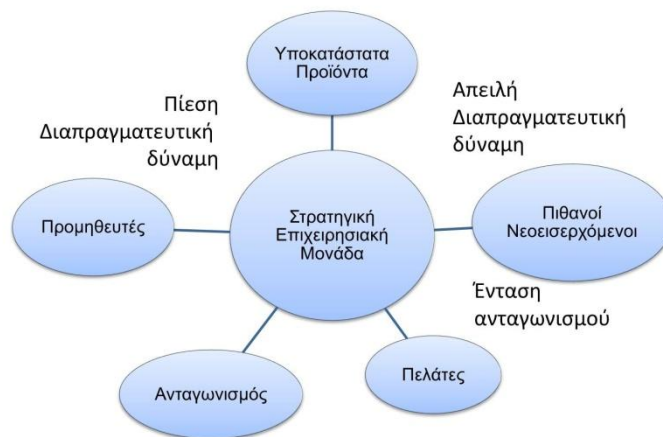 Υποκατάστατα
Προϊόντα
Πίεση
Διαπραγματευτική
δύναμη
Απειλή
Διαπραγματευτική
δύναμη
Προμηθευτές
Στρατηγική
Επιχειρησιακή
Μονάδα
Πιθανοί
Νεοεισερχόμενοι
Ένταση
ανταγωνισμού
Ανταγωνισμός
Πελάτες